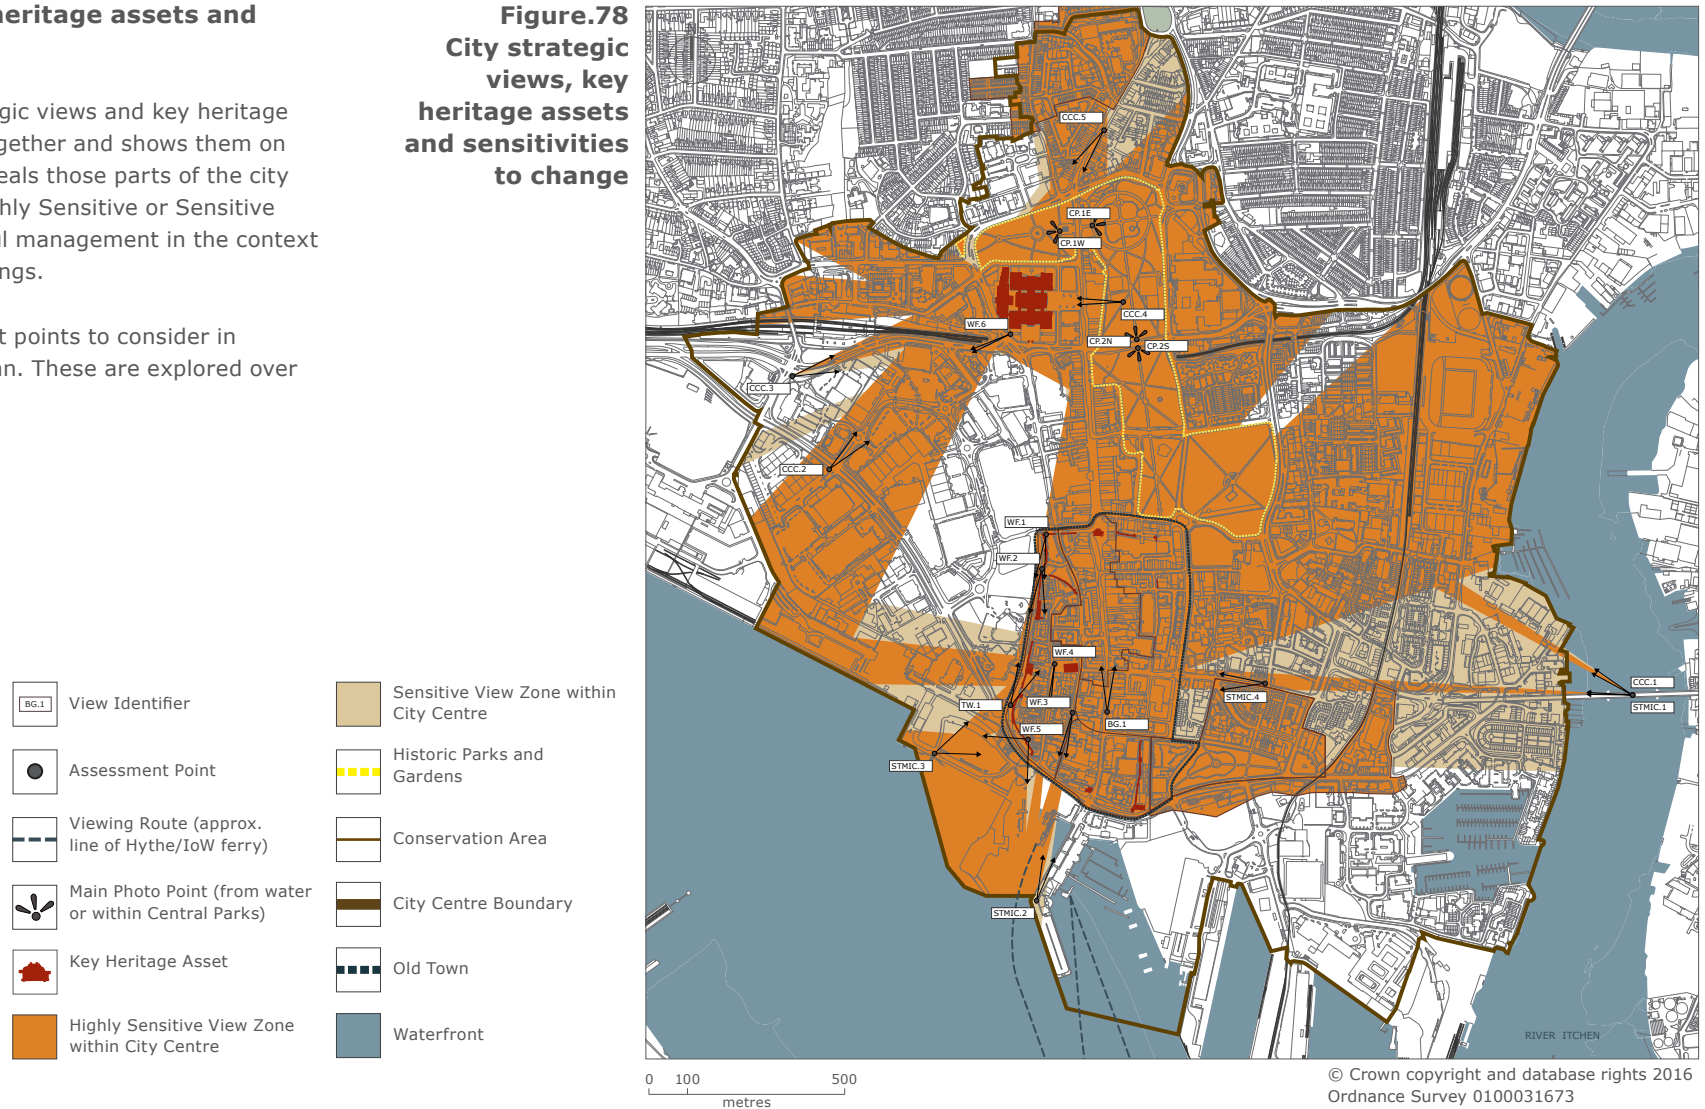 heritage assets and
gic views and key heritage
gether and shows them on
eals those parts of the city
hly Sensitive or Sensitive
ul management in the context
ngs.
t points to consider in
an. These are explored over
Figure.78
City strategic
views, key
heritage assets
and sensitivities
to change
BG.1
View Identifier
Assessment Point
Viewing Route (approx.
line of Hythe/IoW ferry)
Main Photo Point (from water
or within Central Parks)
Key Heritage Asset
Highly Sensitive View Zone
within City Centre
Sensitive View Zone within
City Centre
Historic Parks and
Gardens
Conservation Area
City Centre Boundary
Old Town
Waterfront
CCC.5
CP.1E
CP.1W
CCC.4
WF.6
CP.2N
CP.2S
CCC.3
CCC.2
WF.1
WF.2
WF.4
CCC.1
STMIC.4
TW.1
WF.3
STMIC.1
BG.1
WF.5
STMIC.3
STMIC.2
RIVER ITCHEN
0 100 500
metres
© Crown copyright and database rights 2016
Ordnance Survey 0100031673